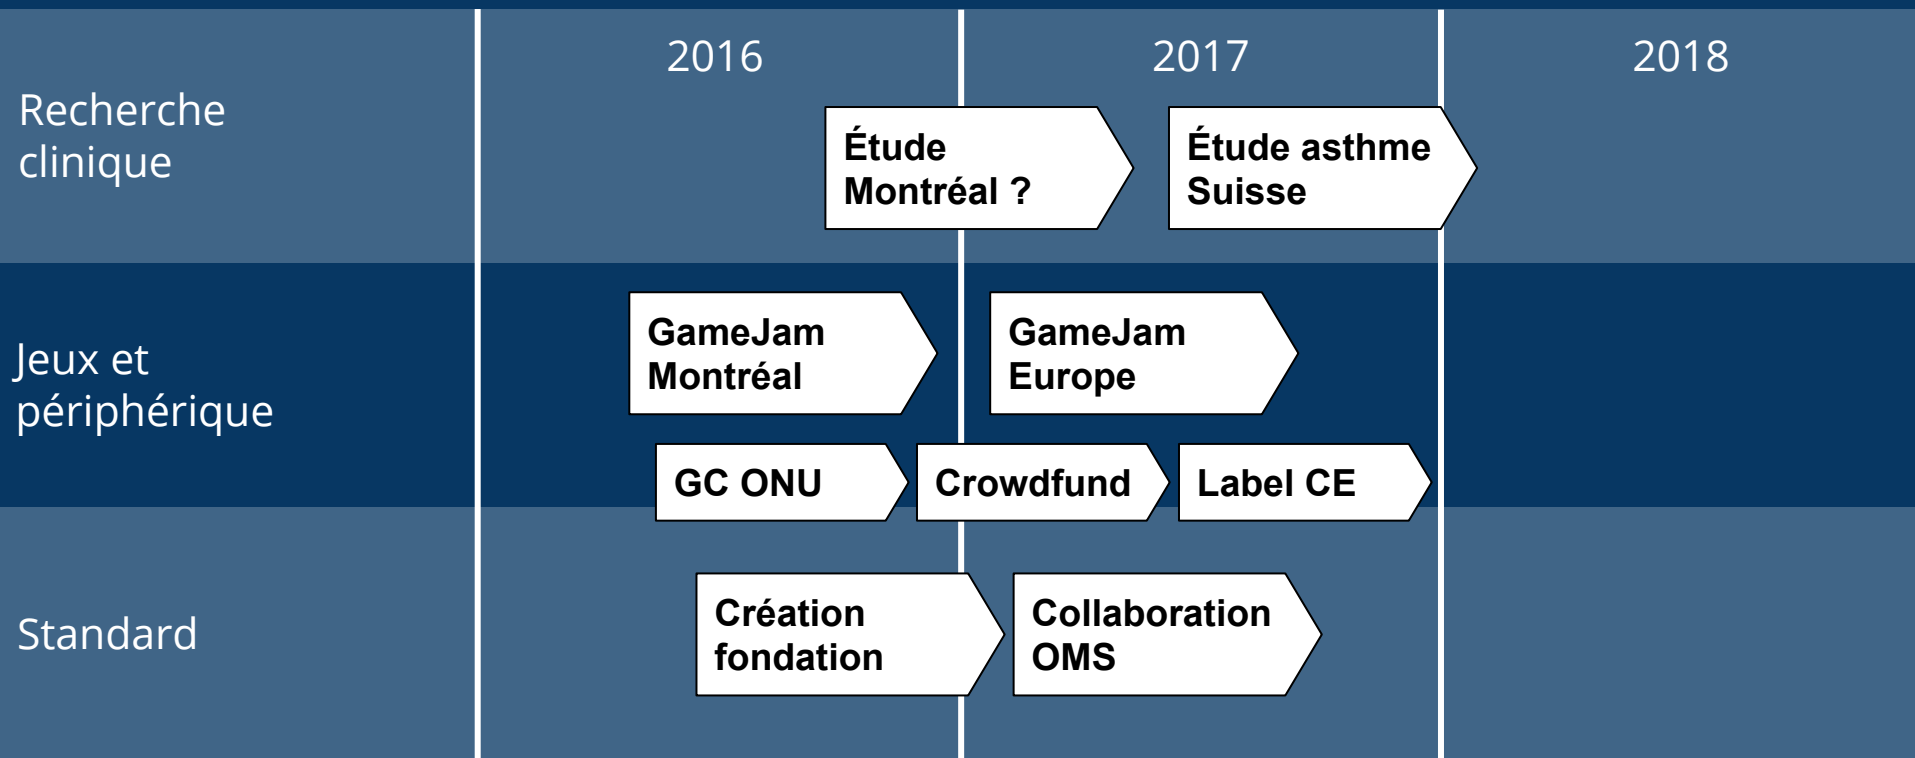 2016
2017
2018
Recherche
clinique
Étude
Montréal ?
Étude asthme
Suisse
Jeux et
périphérique
GameJam
Montréal
GameJam
Europe
GC ONU
Crowdfund
Label CE
Standard
Création
fondation
Collaboration
OMS